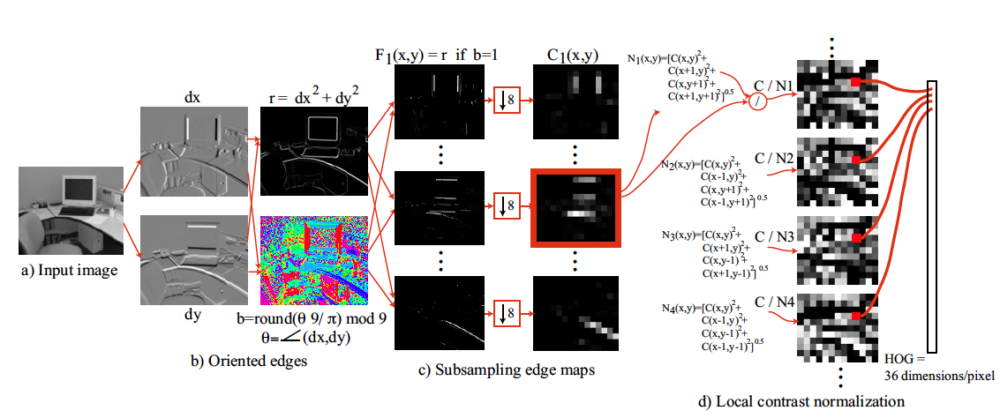 a) Input image
dx
dy
r = dx² + dy²
b=round(θ 9/ π) mod 9
θ=∠(dx,dy)
b) Oriented edges
F₁(x,y) = r if b=1
↓8
↓8
↓8
C₁(x,y)
c) Subsampling edge maps
N₁(x,y)=[C(x,y)²+
C(x+1,y)²+
C(x,y+1)²+
C(x+1,y+1)²]⁰·⁵
/
C / N1
N₂(x,y)=[C(x,y)²+
C(x-1,y)²+
C(x,y+1)²+
C(x-1,y+1)²]⁰·⁵
C / N2
N₃(x,y)=[C(x,y)²+
C(x+1,y)²+
C(x,y-1)²+
C(x+1,y-1)²]⁰·⁵
C / N3
N₄(x,y)=[C(x,y)²+
C(x-1,y)²+
C(x,y-1)²+
C(x-1,y-1)²]⁰·⁵
C / N4
HOG =
36 dimensions/pixel
d) Local contrast normalization